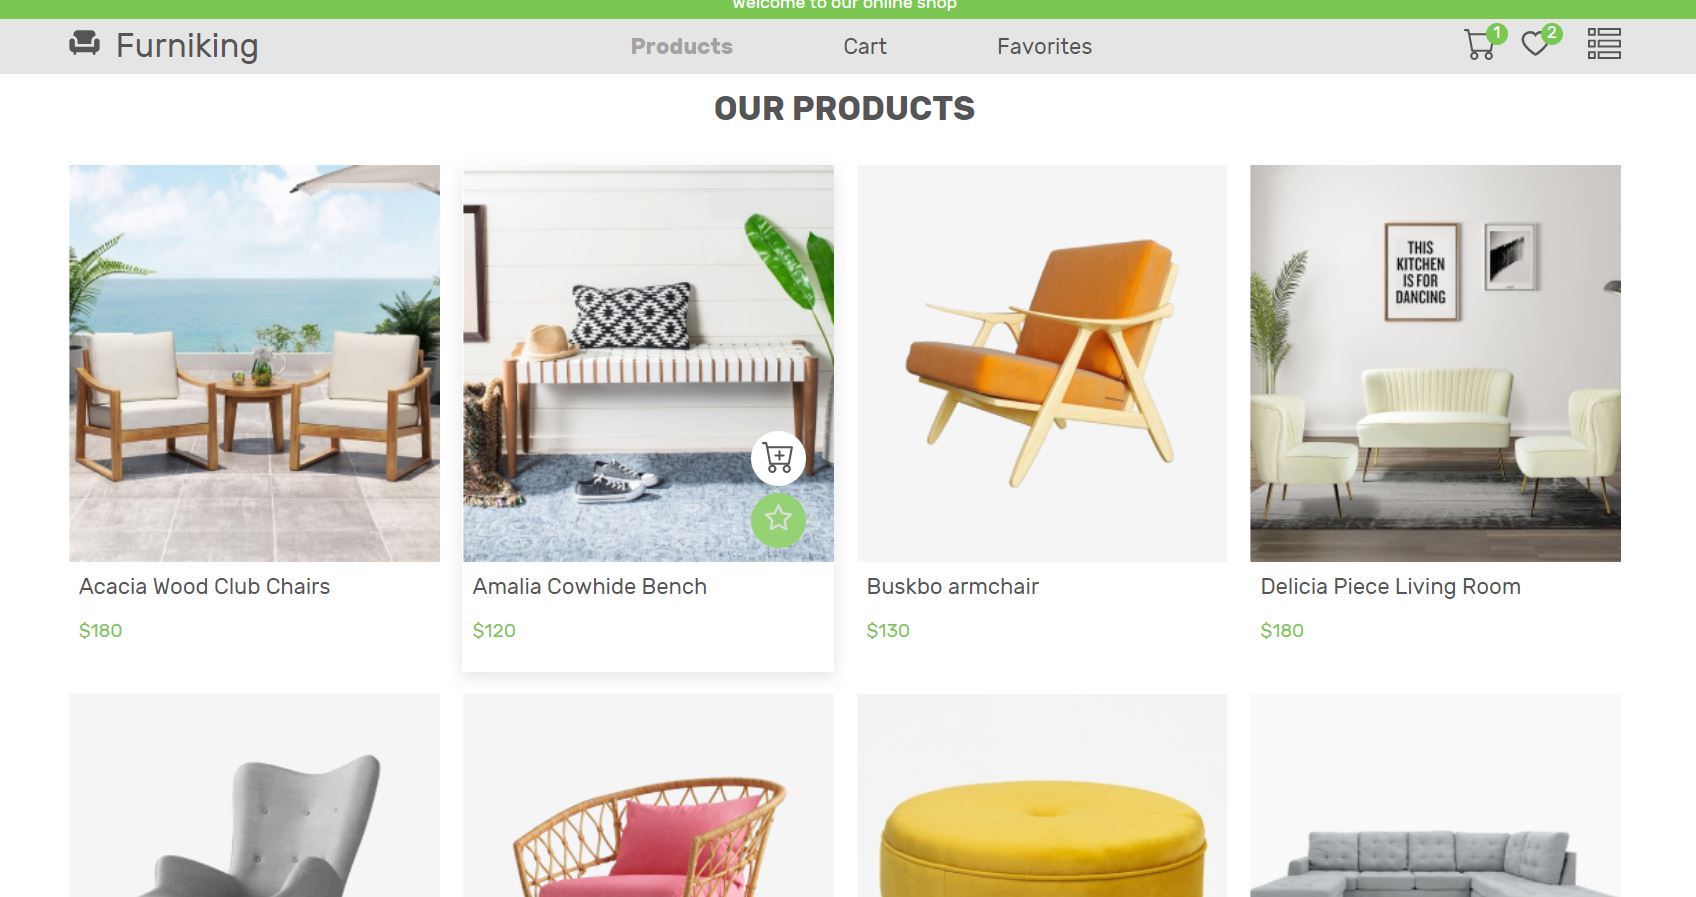 Welcome to our online shop
Furniking
Products
Cart
Favorites
1
2
OUR PRODUCTS
THIS
KITCHEN
IS FOR
DANCING
Acacia Wood Club Chairs
Amalia Cowhide Bench
Buskbo armchair
Delicia Piece Living Room
$180
$120
$130
$180